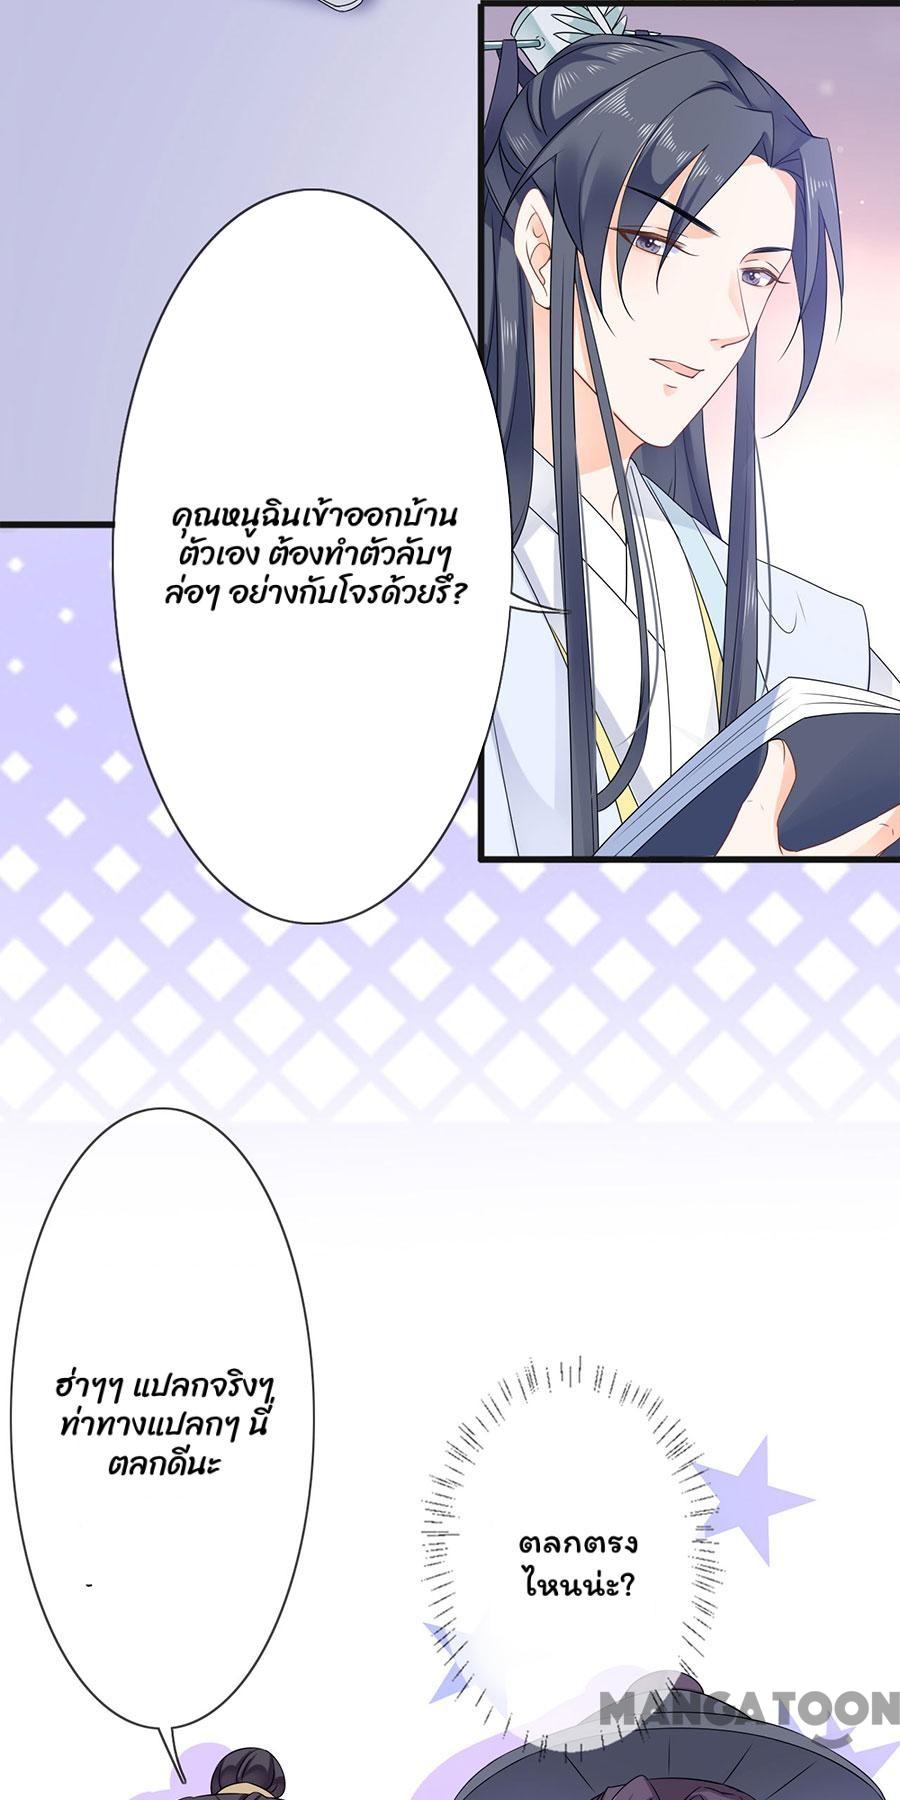 คุณหนูฉินเข้าออกบ้าน
ตัวเอง ต้องทำตัวลับๆ
ล่อๆ อย่างกับโจรด้วยรึ?
ฮ่าๆๆ แปลกจริงๆ
ท่าทางแปลกๆ นี่
ตลกดีนะ
ตลกตรง
ไหนน่ะ?
MANGATOON